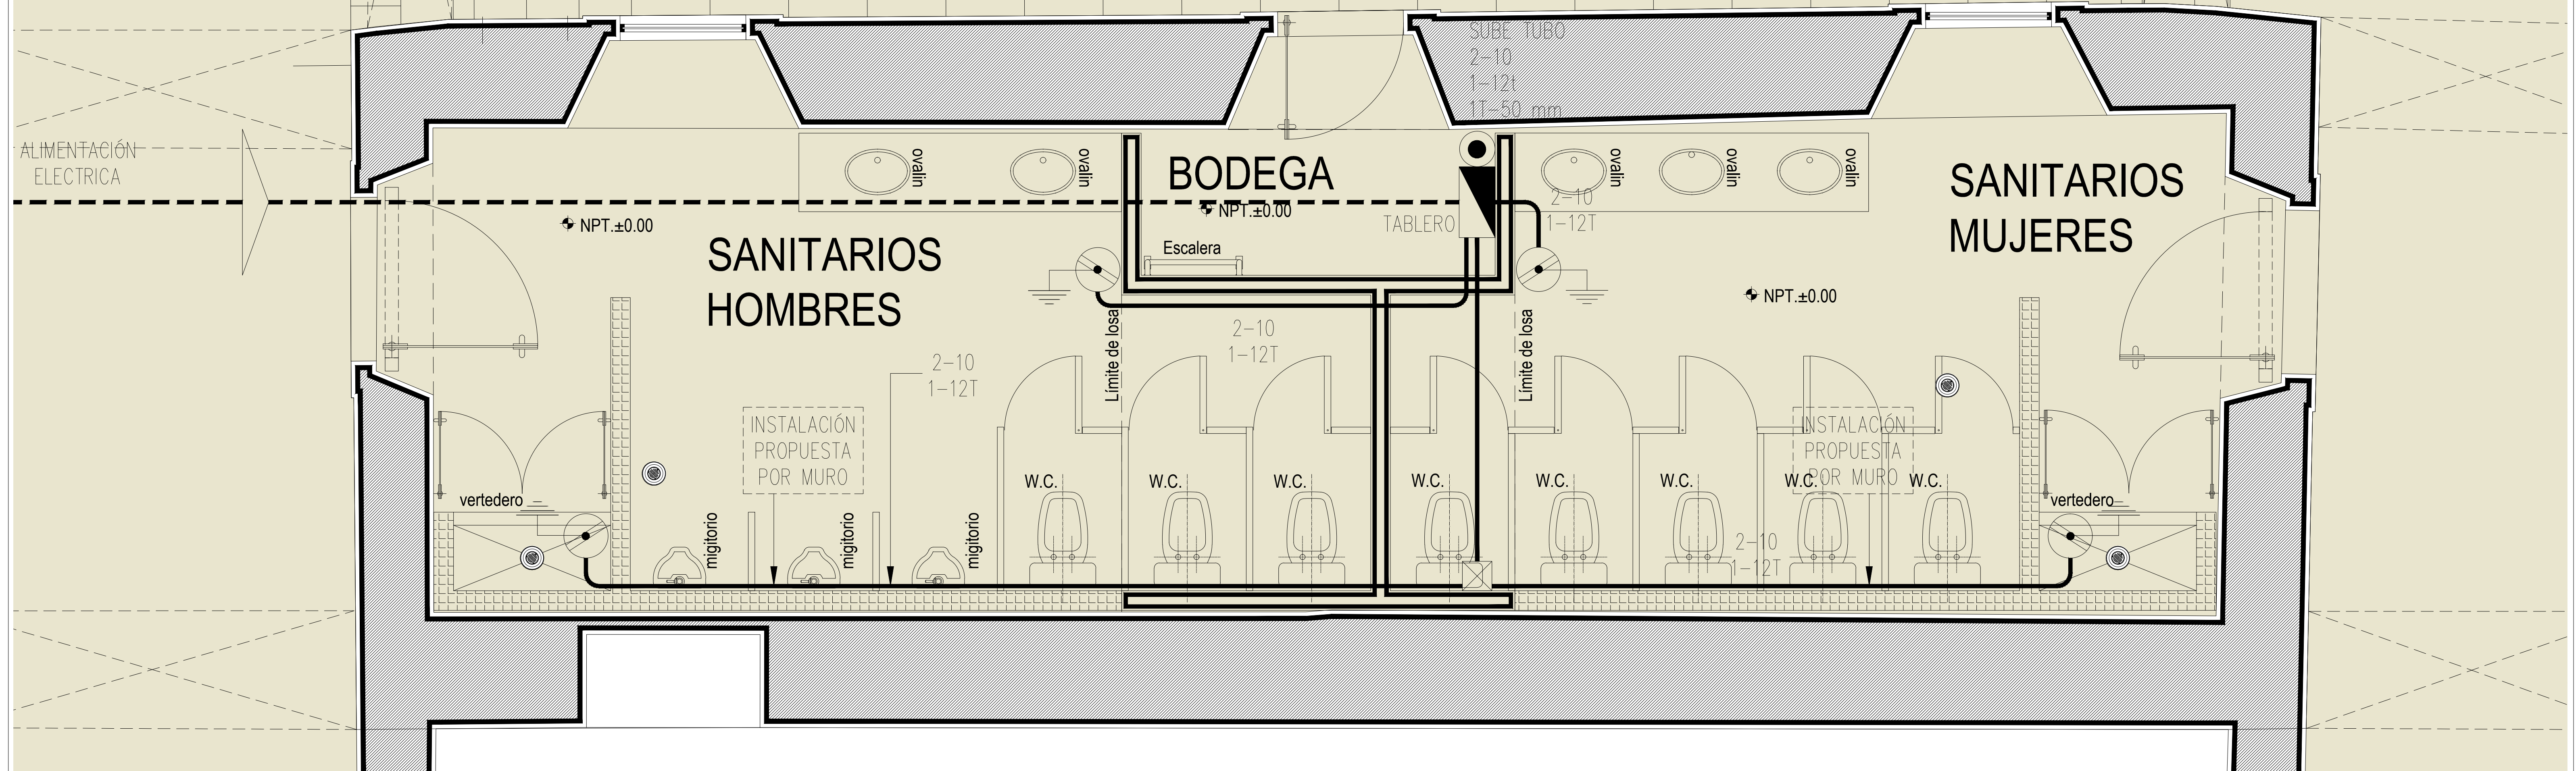 SUBE TUBO
2-10
1-12t
1T-50 mm
ALIMENTACIÓN
ELECTRICA
ovalin
ovalin
BODEGA
NPT.±0.00
TABLERO
Escalera
ovalin
ovalin
ovalin
2-10
1-12T
SANITARIOS
MUJERES
NPT.±0.00
SANITARIOS
HOMBRES
NPT.±0.00
Límite de losa
Límite de losa
2-10
1-12T
2-10
1-12T
INSTALACIÓN
PROPUESTA
POR MURO
INSTALACIÓN
PROPUESTA
POR MURO
W.C.
W.C.
W.C.
W.C.
W.C.
W.C.
W.C.
W.C.
vertedero
vertedero
migitorio
migitorio
migitorio
2-10
1-12T